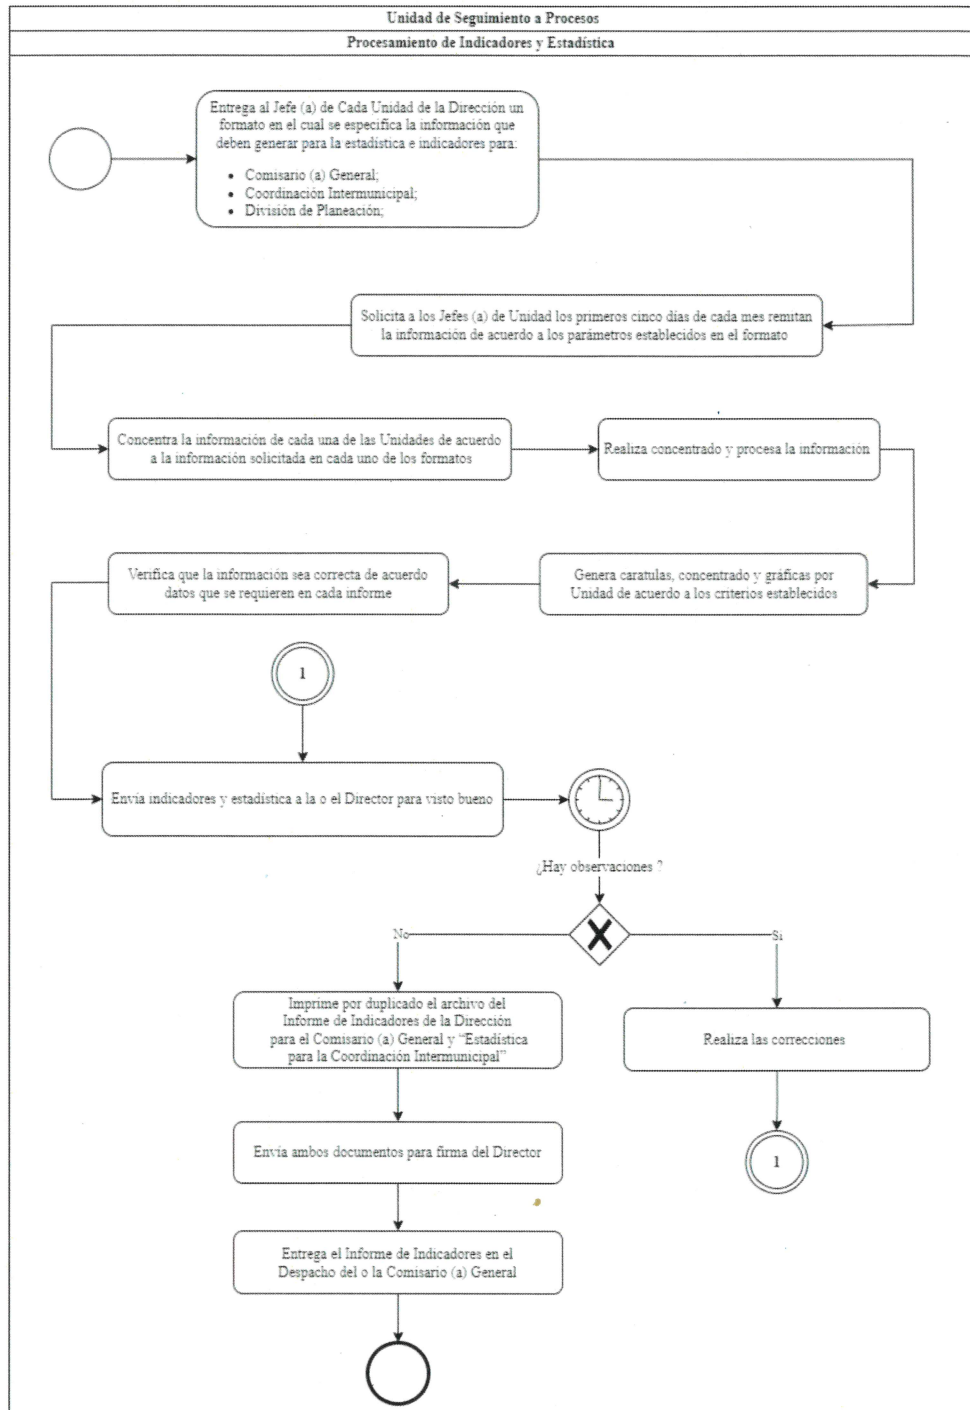 Unidad de Seguimiento a Procesos
Procesamiento de Indicadores y Estadística
Entrega al Jefe (a) de Cada Unidad de la Dirección un
formato en el cual se especifica la información que
deben generar para la estadística e indicadores para:
• Comisario (a) General;
• Coordinación Intermunicipal;
• División de Planeación;
Solicita a los Jefes (a) de Unidad los primeros cinco días de cada mes remitan
la información de acuerdo a los parámetros establecidos en el formato
Concentra la información de cada una de las Unidades de acuerdo
a la información solicitada en cada uno de los formatos
Realiza concentrado y procesa la información
Genera caratulas, concentrado y gráficas por
Unidad de acuerdo a los criterios establecidos
Verifica que la información sea correcta de acuerdo
datos que se requieren en cada informe
1
Envía indicadores y estadística a la o el Director para visto bueno
¿Hay observaciones ?
No
Si
Imprime por duplicado el archivo del
Informe de Indicadores de la Dirección
para el Comisario (a) General y “Estadística
para la Coordinación Intermunicipal”
Realiza las correcciones
Envía ambos documentos para firma del Director
1
Entrega el Informe de Indicadores en el
Despacho del o la Comisario (a) General